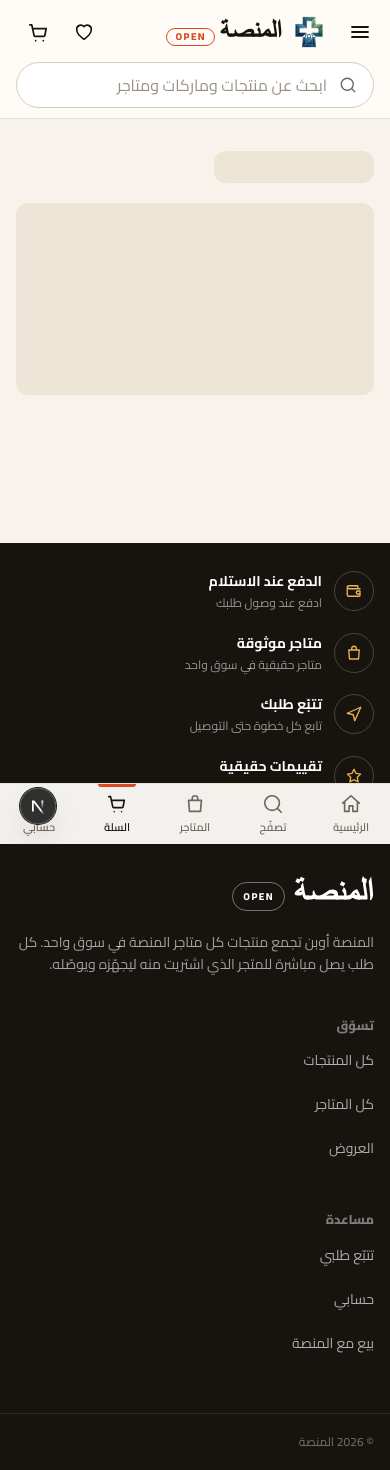 المنصة OPEN
ابحث عن منتجات وماركات ومتاجر
الدفع عند الاستلام
ادفع عند وصول طلبك
متاجر موثوقة
متاجر حقيقية في سوق واحد
تتبّع طلبك
تابع كل خطوة حتى التوصيل
تقييمات حقيقية
الرئيسية
تصفّح
المتاجر
السلة
حسابي
N
المنصة OPEN
المنصة أوبن تجمع منتجات كل متاجر المنصة في سوق واحد. كل
طلب يصل مباشرة للمتجر الذي اشتريت منه ليجهّزه ويوصّله.
تسوّق
كل المنتجات
كل المتاجر
العروض
مساعدة
تتبّع طلبي
حسابي
بيع مع المنصة
© 2026 المنصة